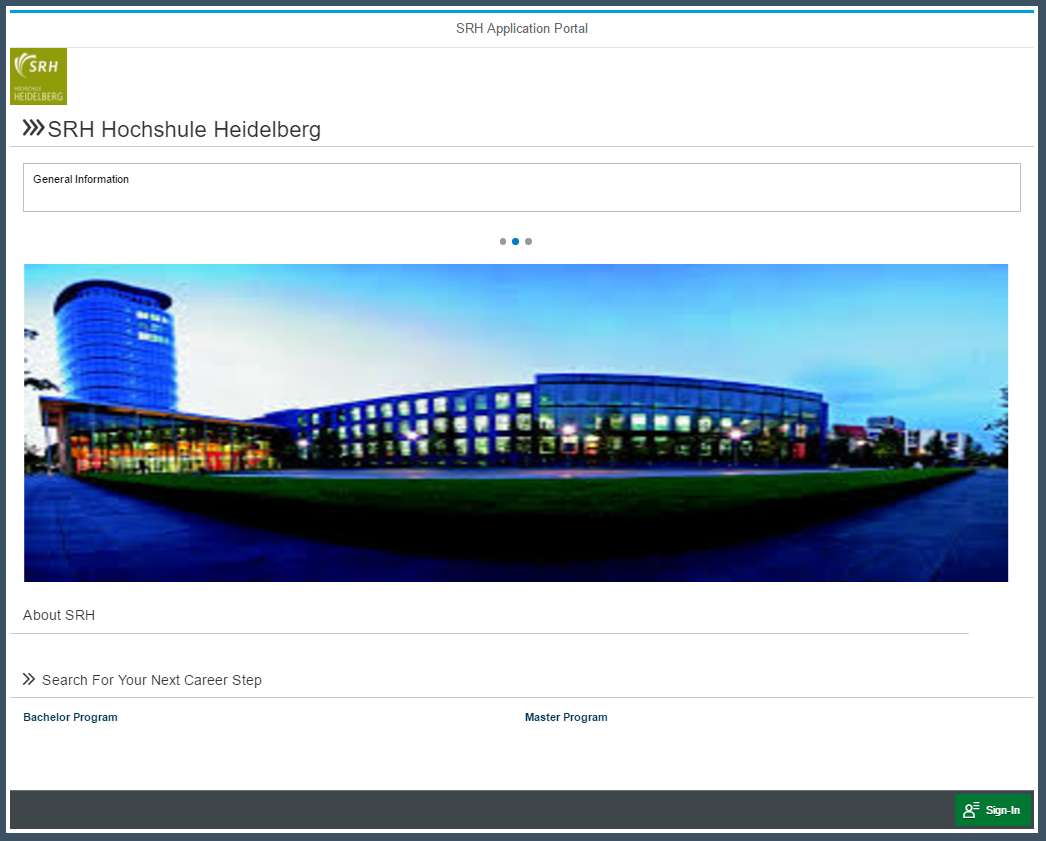 SRH Application Portal
SRH
HOCHSCHULE
HEIDELBERG
SRH Hochshule Heidelberg
General Information
About SRH
Search For Your Next Career Step
Bachelor Program
Master Program
Sign-In